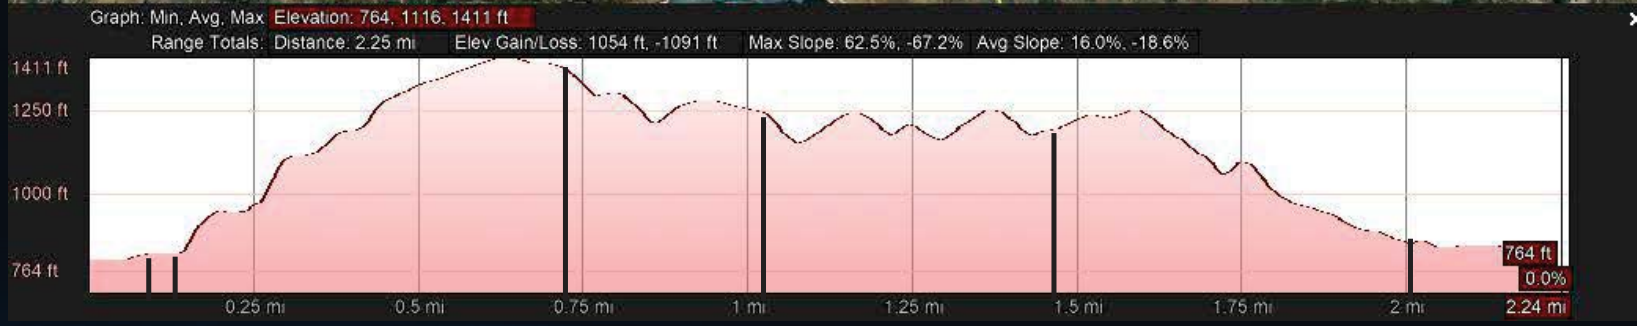 Graph: Min, Avg, Max Elevation: 764, 1116, 1411 ft
Range Totals: Distance: 2.25 mi Elev Gain/Loss: 1054 ft, -1091 ft Max Slope: 62.5%, -67.2% Avg Slope: 16.0%, -18.6%
1411 ft
1250 ft
1000 ft
764 ft
764 ft
0.0%
0.25 mi 0.5 mi 0.75 mi 1 mi 1.25 mi 1.5 mi 1.75 mi 2 mi 2.24 mi